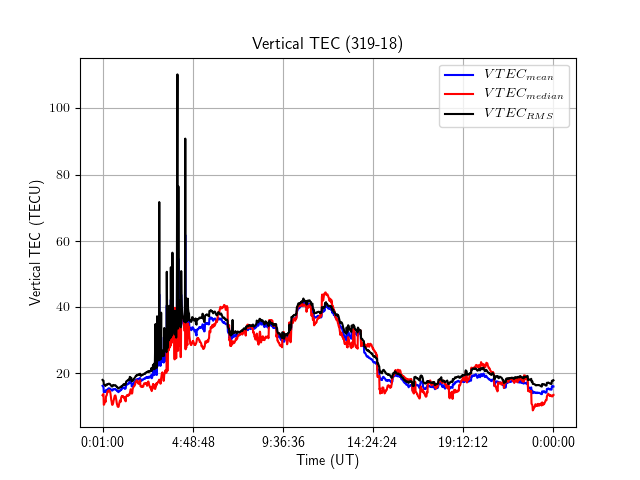 Vertical TEC (319-18)
VTEC_mean
VTEC_median
VTEC_RMS
Vertical TEC (TECU)
100
80
60
40
20
0:01:00 4:48:48 9:36:36 14:24:24 19:12:12 0:00:00
Time (UT)